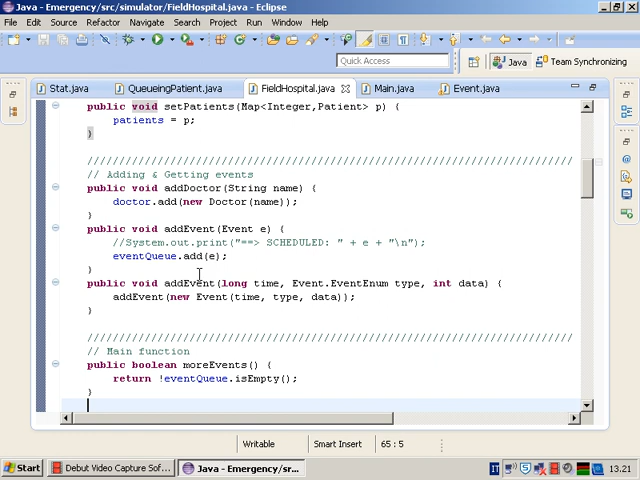 Java - Emergency/src/simulator/FieldHospital.java - Eclipse
File Edit Source Refactor Navigate Search Project Run Window Help
Quick Access
Java
Team Synchronizing
Stat.java
QueueingPatient.java
FieldHospital.java
Main.java
Event.java
public void setPatients(Map<Integer,Patient> p) {
patients = p;
}
////////////////////////////////////////////////////////////////////////////
// Adding & Getting events
public void addDoctor(String name) {
doctor.add(new Doctor(name));
}
public void addEvent(Event e) {
//System.out.print("==> SCHEDULED: " + e + "\n");
eventQueue.add(e);
}
public void addEvent(long time, Event.EventEnum type, int data) {
addEvent(new Event(time, type, data));
}
////////////////////////////////////////////////////////////////////////////
// Main function
public boolean moreEvents() {
return !eventQueue.isEmpty();
}
Writable
Smart Insert
65 : 5
Start
Debut Video Capture Sof...
Java - Emergency/sr...
IT
13.21